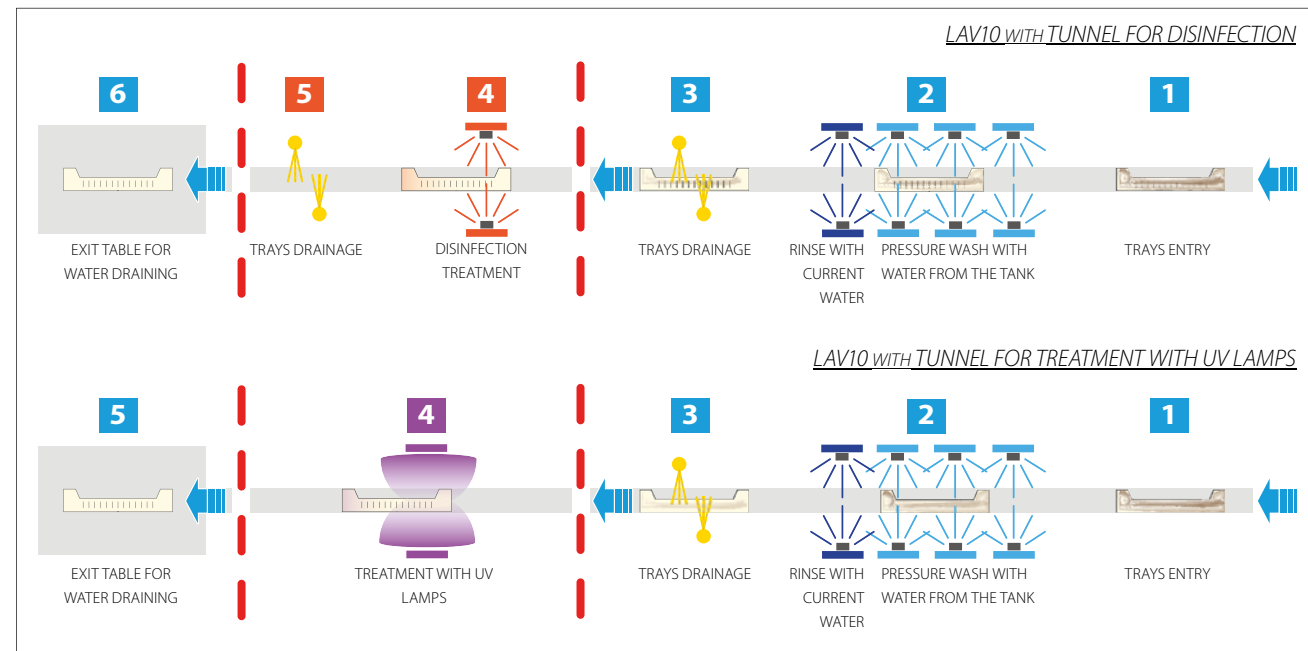 LAV10 WITH TUNNEL FOR DISINFECTION
6 5 4 3 2 1
EXIT TABLE FOR
WATER DRAINING
TRAYS DRAINAGE
DISINFECTION
TREATMENT
TRAYS DRAINAGE
RINSE WITH
CURRENT
WATER
PRESSURE WASH WITH
WATER FROM THE TANK
TRAYS ENTRY
LAV10 WITH TUNNEL FOR TREATMENT WITH UV LAMPS
5 4 3 2 1
EXIT TABLE FOR
WATER DRAINING
TREATMENT WITH UV
LAMPS
TRAYS DRAINAGE
RINSE WITH
CURRENT
WATER
PRESSURE WASH WITH
WATER FROM THE TANK
TRAYS ENTRY